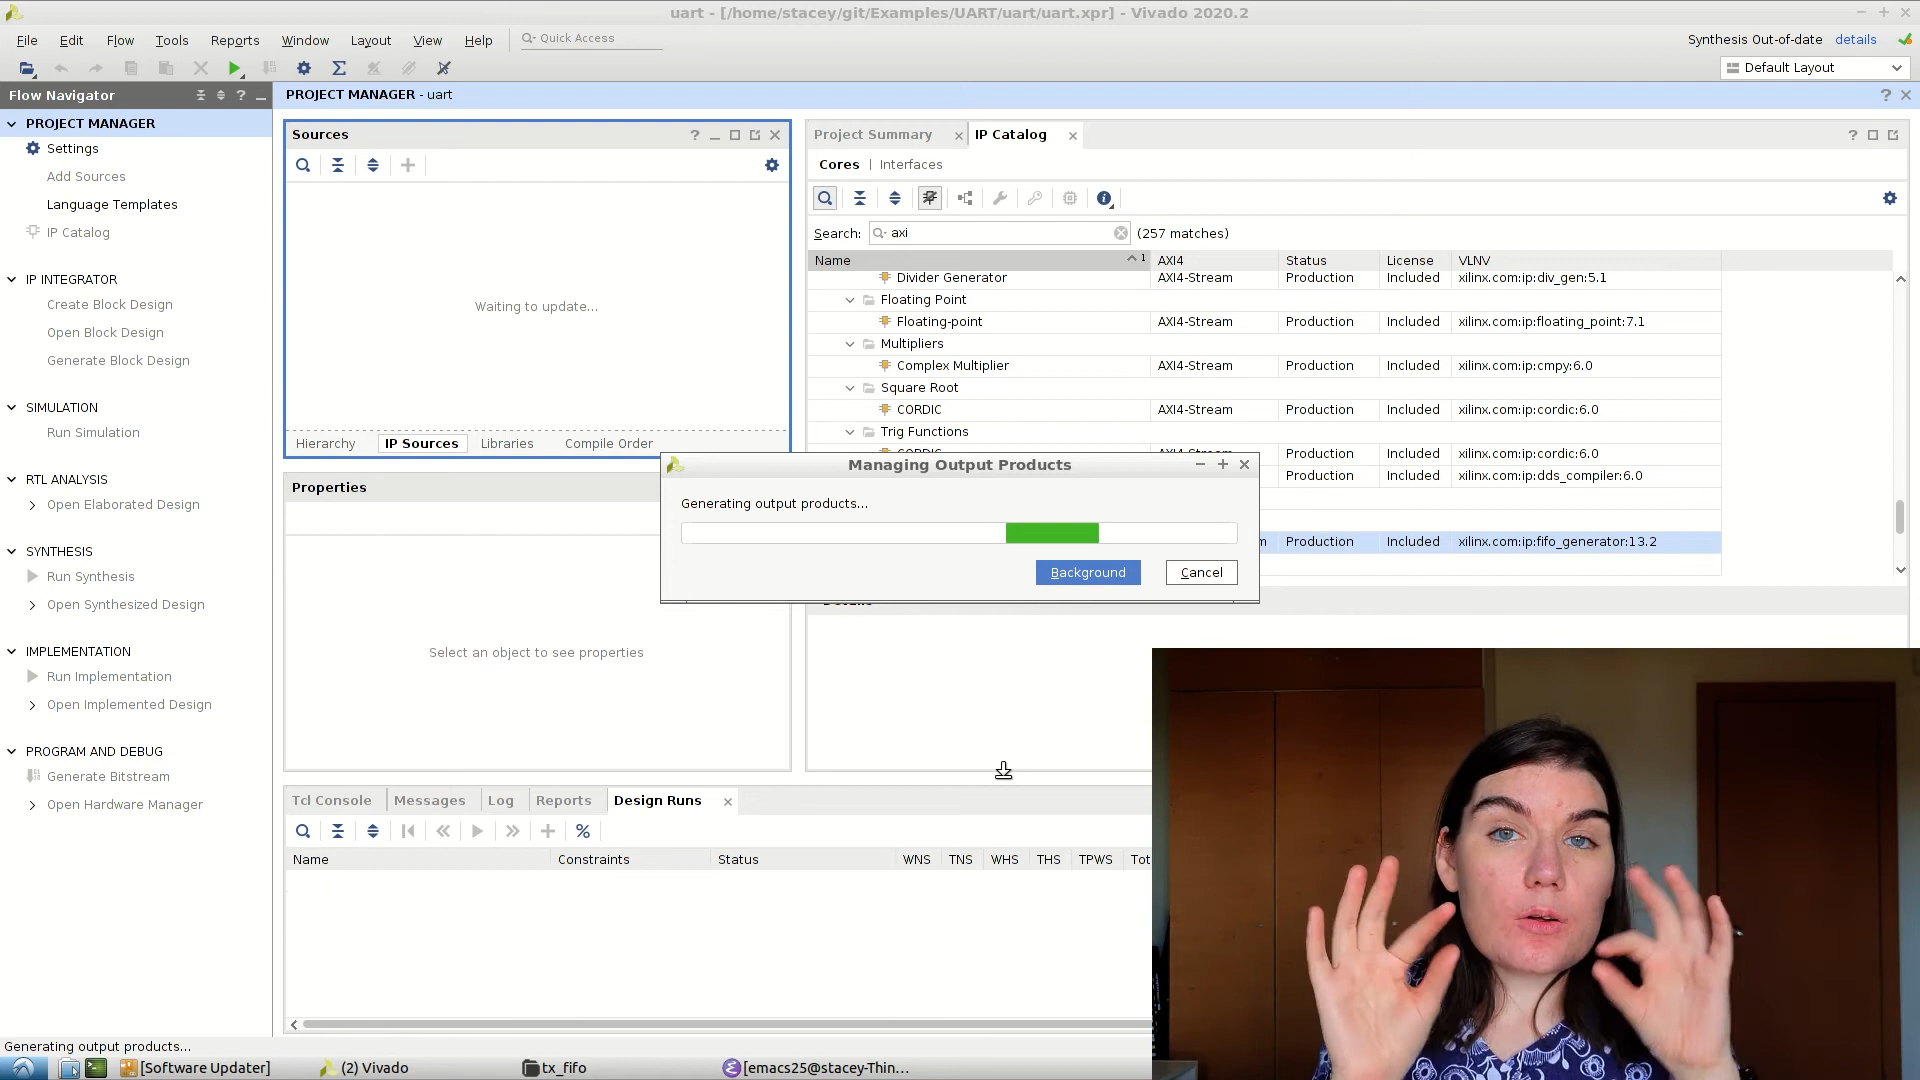 uart - [/home/stacey/git/Examples/UART/uart/uart.xpr] - Vivado 2020.2
File Edit Flow Tools Reports Window Layout View Help Quick Access
Synthesis Out-of-date details
Default Layout
Flow Navigator
PROJECT MANAGER - uart
PROJECT MANAGER
Settings
Add Sources
Language Templates
IP Catalog
IP INTEGRATOR
Create Block Design
Open Block Design
Generate Block Design
SIMULATION
Run Simulation
RTL ANALYSIS
Open Elaborated Design
SYNTHESIS
Run Synthesis
Open Synthesized Design
IMPLEMENTATION
Run Implementation
Open Implemented Design
PROGRAM AND DEBUG
Generate Bitstream
Open Hardware Manager
Sources
Waiting to update...
Hierarchy IP Sources Libraries Compile Order
Properties
Select an object to see properties
Project Summary IP Catalog
Cores | Interfaces
Search: axi (257 matches)
Name 1 AXI4 Status License VLNV
Divider Generator AXI4-Stream Production Included xilinx.com:ip:div_gen:5.1
Floating Point
Floating-point AXI4-Stream Production Included xilinx.com:ip:floating_point:7.1
Multipliers
Complex Multiplier AXI4-Stream Production Included xilinx.com:ip:cmpy:6.0
Square Root
CORDIC AXI4-Stream Production Included xilinx.com:ip:cordic:6.0
Trig Functions
CORDIC Production Included xilinx.com:ip:cordic:6.0
Production Included xilinx.com:ip:dds_compiler:6.0
Production Included xilinx.com:ip:fifo_generator:13.2
Managing Output Products
Generating output products...
Background Cancel
Tcl Console Messages Log Reports Design Runs
Name Constraints Status WNS TNS WHS THS TPWS Tot
Generating output products...
[Software Updater] (2) Vivado tx_fifo [emacs25@stacey-Thin...